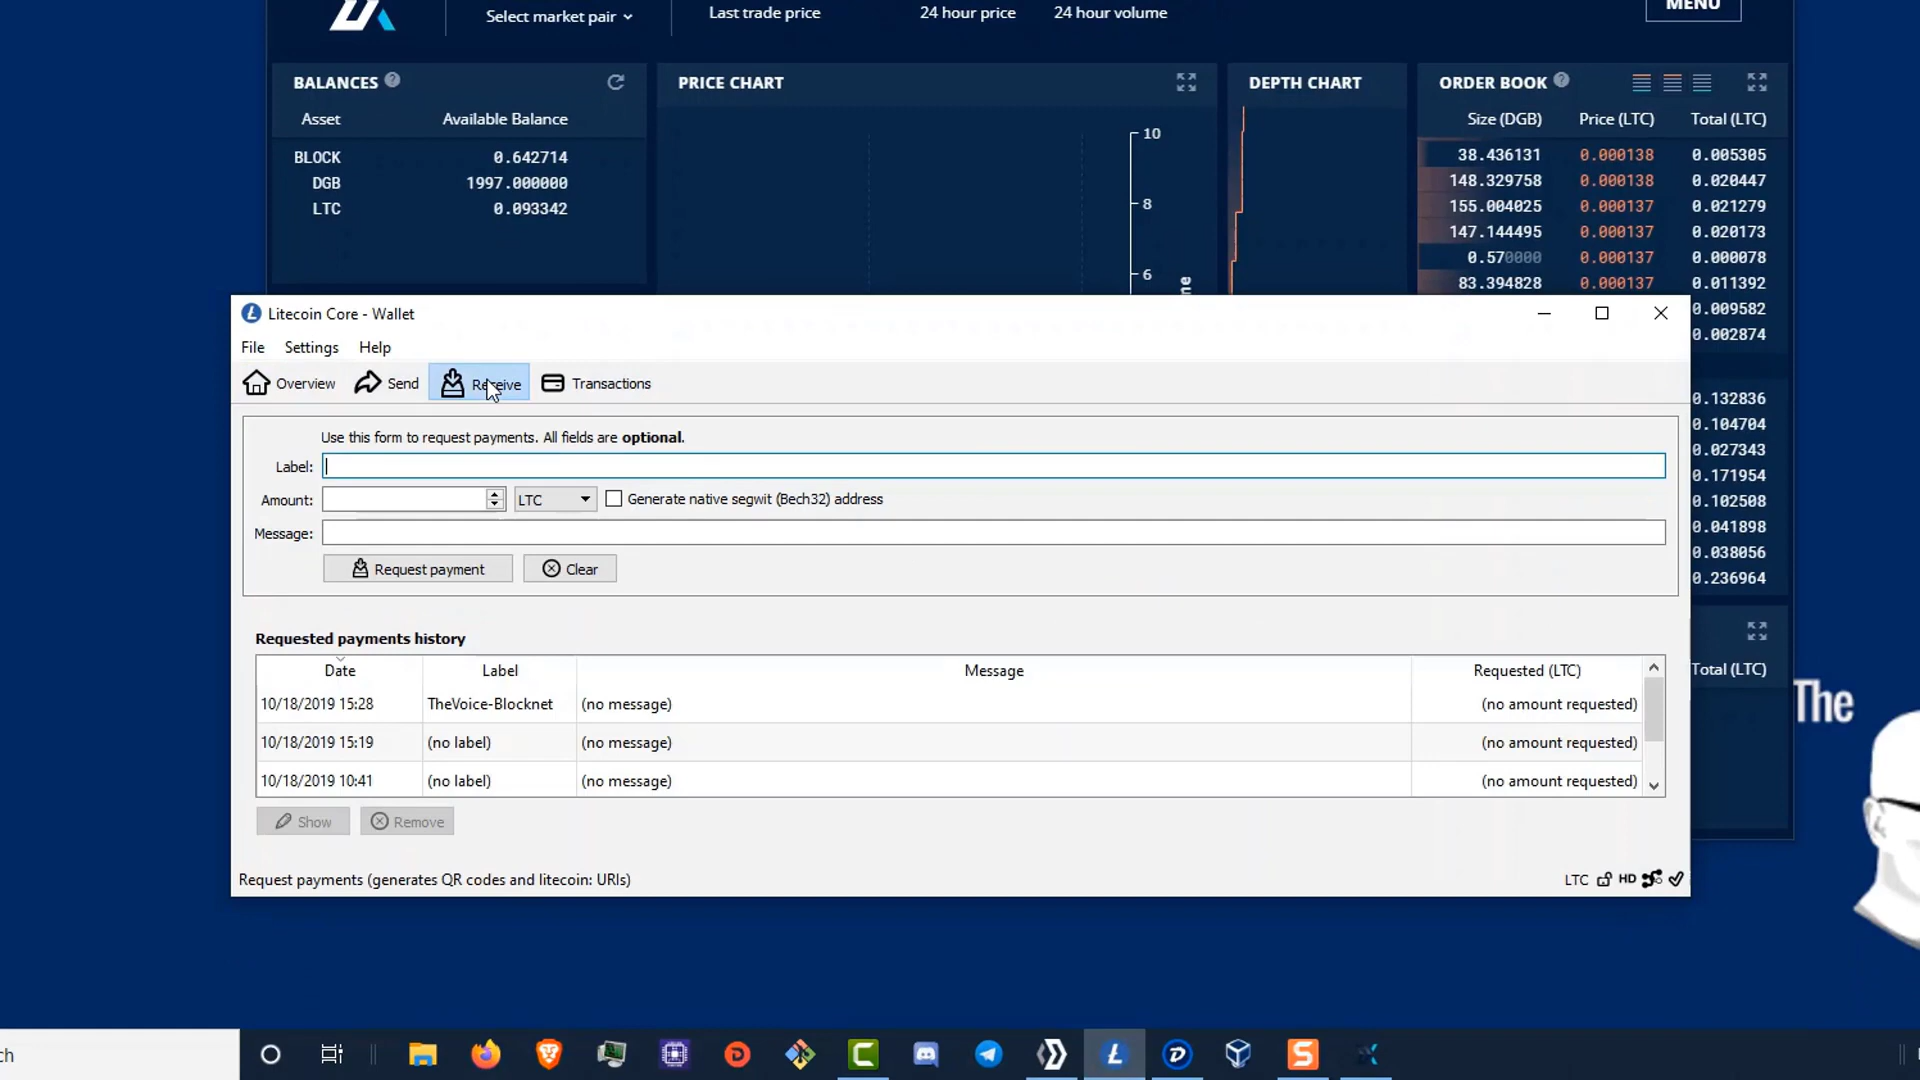 Select market pair
Last trade price
24 hour price
24 hour volume
MENU
BALANCES
Asset Available Balance
BLOCK 0.642714
DGB 1997.000000
LTC 0.093342
PRICE CHART
10
8
6
DEPTH CHART
ORDER BOOK
Size (DGB) Price (LTC) Total (LTC)
38.436131 0.000138 0.005305
148.329758 0.000138 0.020447
155.004025 0.000137 0.021279
147.144495 0.000137 0.020173
0.570000 0.000137 0.000078
83.394828 0.000137 0.011392
0.009582
0.002874
0.132836
0.104704
0.027343
0.171954
0.102508
0.041898
0.038056
0.236964
Total (LTC)
The
Litecoin Core - Wallet
File Settings Help
Overview Send Receive Transactions
Use this form to request payments. All fields are optional.
Label:
Amount: LTC Generate native segwit (Bech32) address
Message:
Request payment Clear
Requested payments history
Date Label Message Requested (LTC)
10/18/2019 15:28 TheVoice-Blocknet (no message) (no amount requested)
10/18/2019 15:19 (no label) (no message) (no amount requested)
10/18/2019 10:41 (no label) (no message) (no amount requested)
Show Remove
Request payments (generates QR codes and litecoin: URIs)
LTC HD
ch